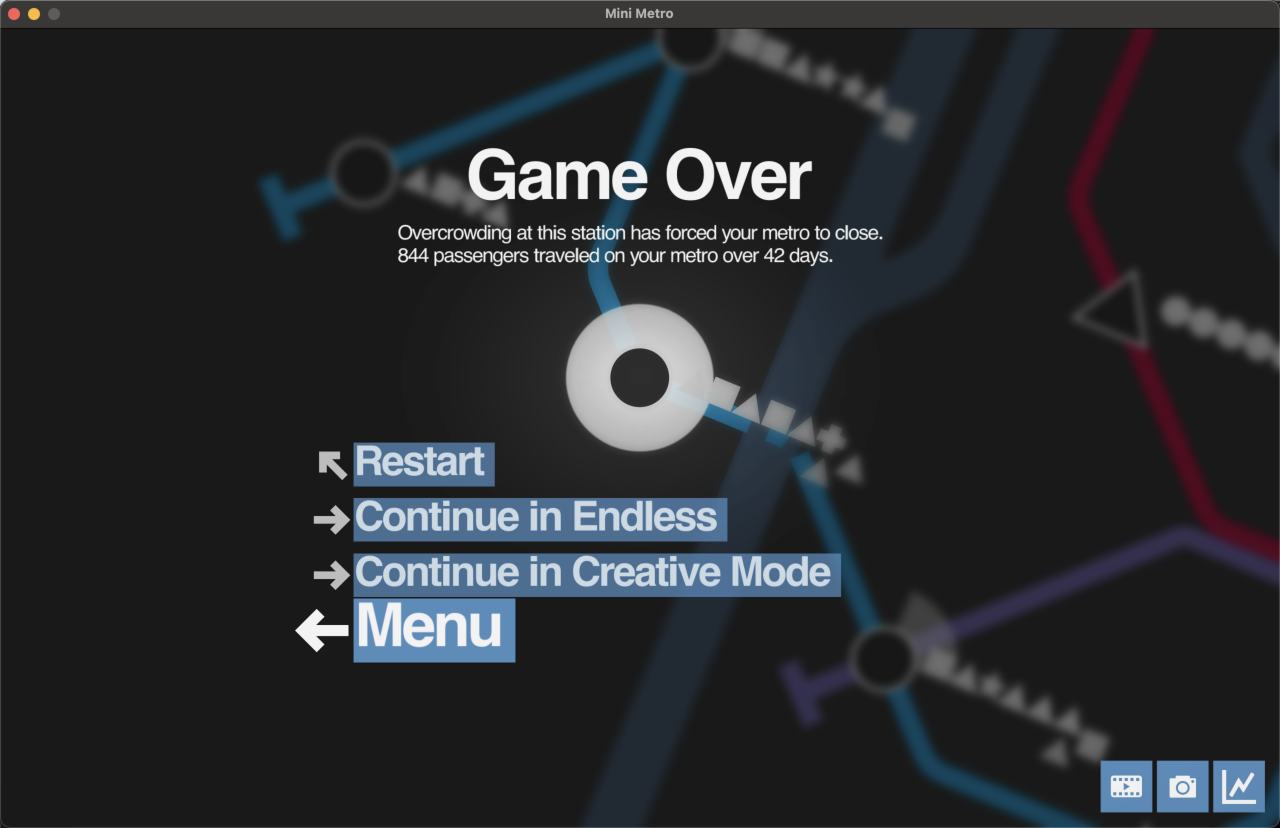 Mini Metro
Game Over
Overcrowding at this station has forced your metro to close.
844 passengers traveled on your metro over 42 days.
Restart
Continue in Endless
Continue in Creative Mode
Menu